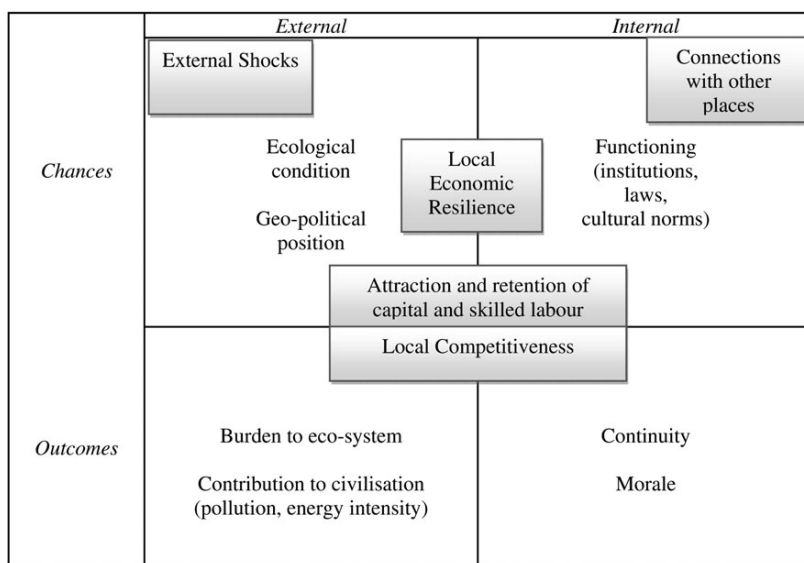 External
Internal
External Shocks
Connections
with other
places
Chances
Ecological
condition
Geo-political
position
Local
Economic
Resilience
Functioning
(institutions,
laws,
cultural norms)
Attraction and retention of
capital and skilled labour
Local Competitiveness
Outcomes
Burden to eco-system
Contribution to civilisation
(pollution, energy intensity)
Continuity
Morale